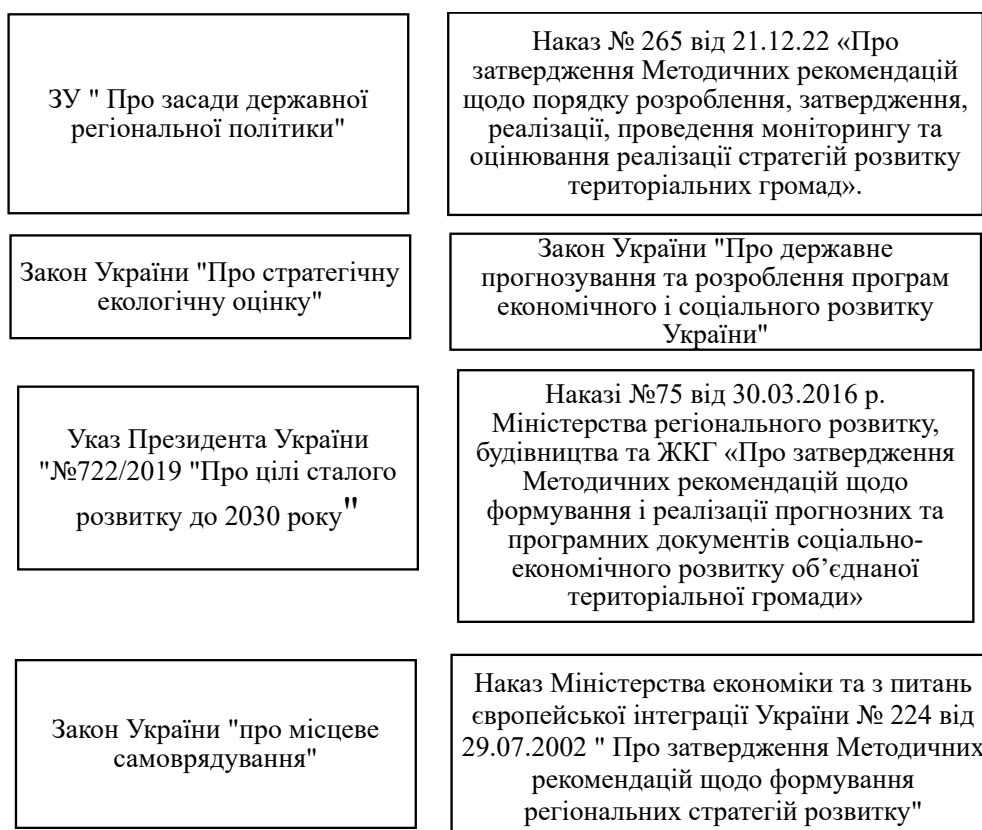 ЗУ " Про засади державної
регіональної політики"
Наказ № 265 від 21.12.22 «Про
затвердження Методичних рекомендацій
щодо порядку розроблення, затвердження,
реалізації, проведення моніторингу та
оцінювання реалізації стратегій розвитку
територіальних громад».
Закон України "Про стратегічну
екологічну оцінку"
Закон України "Про державне
прогнозування та розроблення програм
економічного і соціального розвитку
України"
Указ Президента України
"№722/2019 "Про цілі сталого
розвитку до 2030 року"
Наказі №75 від 30.03.2016 р.
Міністерства регіонального розвитку,
будівництва та ЖКГ «Про затвердження
Методичних рекомендацій щодо
формування і реалізації прогнозних та
програмних документів соціально-
економічного розвитку об’єднаної
територіальної громади»
Закон України "про місцеве
самоврядування"
Наказ Міністерства економіки та з питань
європейської інтеграції України № 224 від
29.07.2002 " Про затвердження Методичних
рекомендацій щодо формування
регіональних стратегій розвитку"